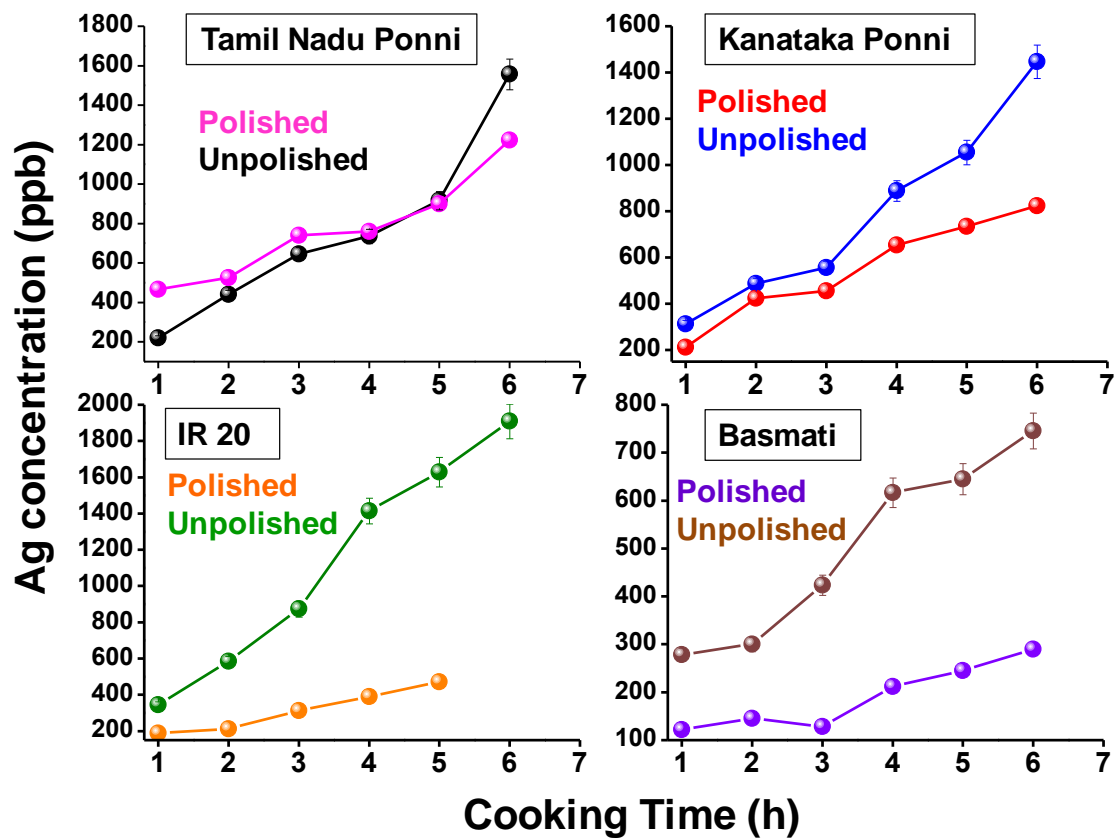 Ag concentration (ppb)
Tamil Nadu Ponni
Polished
Unpolished
1800
1600
1400
1200
1000
800
600
400
200
1 2 3 4 5 6 7
Kanataka Ponni
Polished
Unpolished
1600
1400
1200
1000
800
600
400
200
1 2 3 4 5 6 7
IR 20
Polished
Unpolished
2000
1800
1600
1400
1200
1000
800
600
400
200
1 2 3 4 5 6 7
Basmati
Polished
Unpolished
800
700
600
500
400
300
200
100
1 2 3 4 5 6 7
Cooking Time (h)